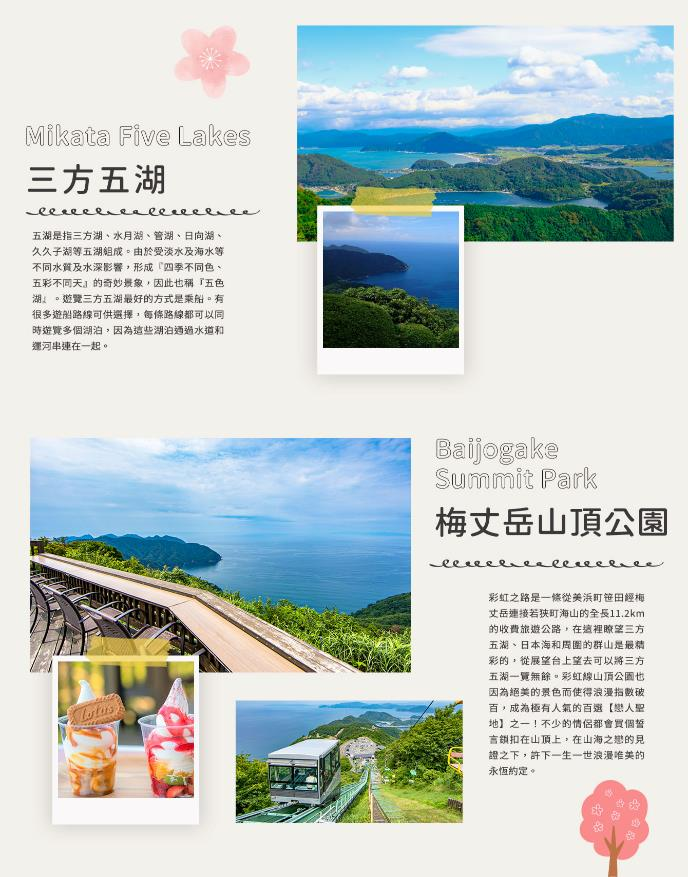 Mikata Five Lakes
三方五湖
五湖是指三方湖、水月湖、管湖、日向湖、
久久子湖等五湖組成。由於受淡水及海水等
不同水質及水深影響，形成『四季不同色、
五彩不同天』的奇妙景象，因此也稱『五色
湖』。遊覽三方五湖最好的方式是乘船。有
很多遊船路線可供選擇，每條路線都可以同
時遊覽多個湖泊，因為這些湖泊通過水道和
運河串連在一起。
Baijogake
Summit Park
梅丈岳山頂公園
彩虹之路是一條從美浜町笹田經梅
丈岳連接若狹町海山的全長11.2km
的收費旅遊公路，在這裡瞭望三方
五湖、日本海和周圍的群山是最精
彩的，從展望台上望去可以將三方
五湖一覽無餘。彩虹線山頂公園也
因為絕美的景色而使得浪漫指數破
百，成為極有人氣的百選【戀人聖
地】之一！不少的情侶都會買個誓
言鎖扣在山頂上，在山海之戀的見
證之下，許下一生一世浪漫唯美的
永恆約定。
Lotus